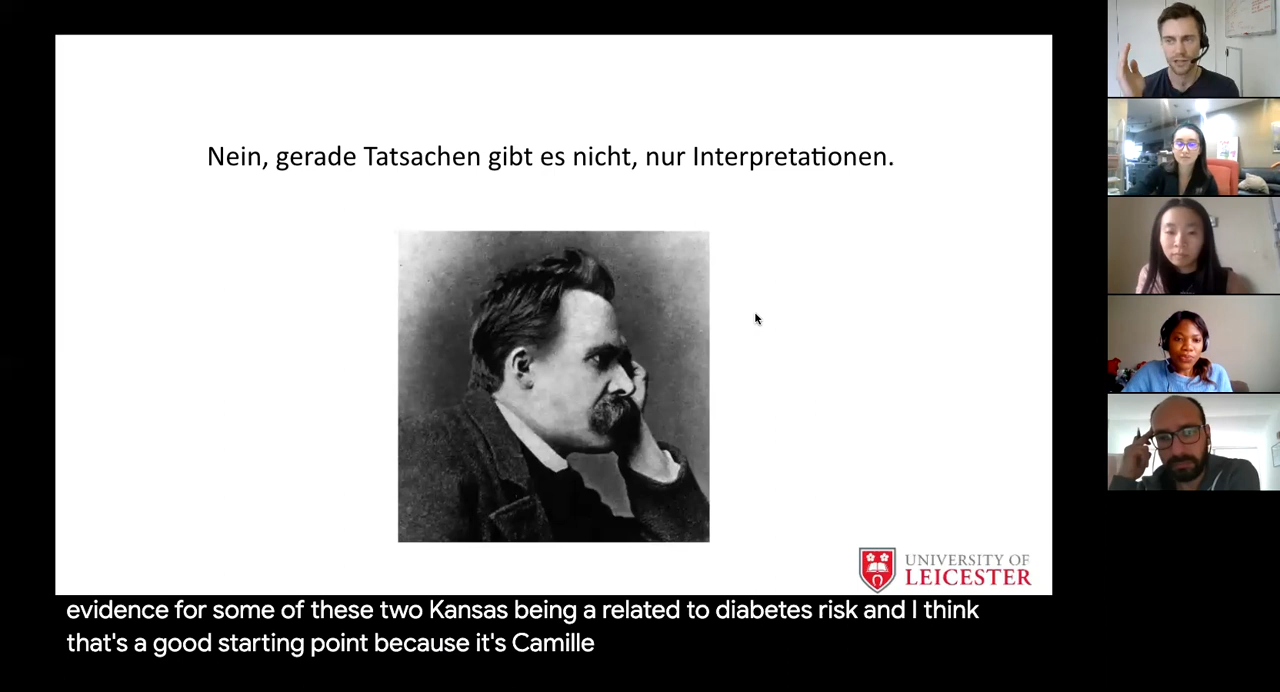 Nein, gerade Tatsachen gibt es nicht, nur Interpretationen.
UNIVERSITY OF
LEICESTER
evidence for some of these two Kansas being a related to diabetes risk and I think
that's a good starting point because it's Camille